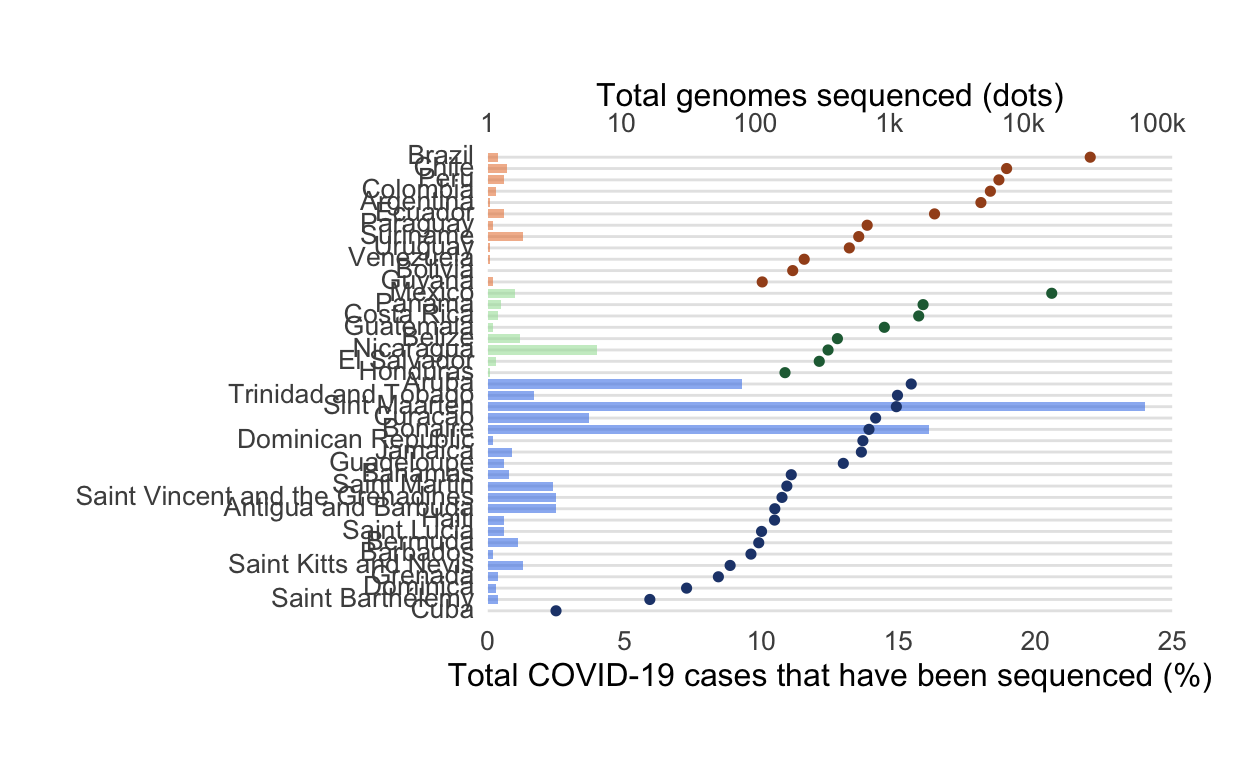 Total genomes sequenced (dots)
1 10 100 1k 10k 100k
Brazil
Chile
Peru
Colombia
Argentina
Ecuador
Paraguay
Suriname
Uruguay
Venezuela
Bolivia
Guyana
Mexico
Panama
Costa Rica
Guatemala
Belize
Nicaragua
El Salvador
Honduras
Aruba
Trinidad and Tobago
Sint Maarten
Curacao
Bonaire
Dominican Republic
Jamaica
Guadeloupe
Bahamas
Saint Martin
Saint Vincent and the Grenadines
Antigua and Barbuda
Haiti
Saint Lucia
Bermuda
Barbados
Saint Kitts and Nevis
Grenada
Dominica
Saint Barthélemy
Cuba
0 5 10 15 20 25
Total COVID-19 cases that have been sequenced (%)